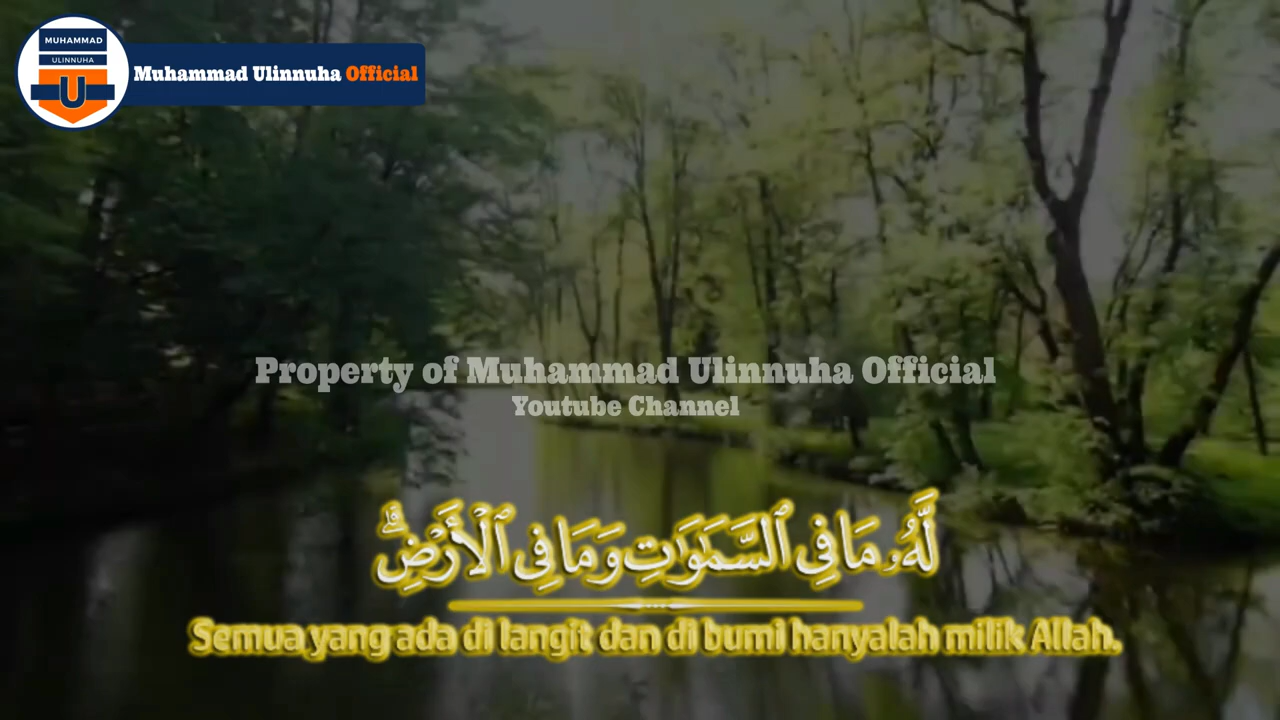 MUHAMMAD
ULINNUHA
U
Muhammad Ulinnuha Official
Property of Muhammad Ulinnuha Official
Youtube Channel
لَّهُۥ مَا فِي ٱلسَّمَٰوَٰتِ وَمَا فِي ٱلْأَرْضِۗ
Semua yang ada di langit dan di bumi hanyalah milik Allah.